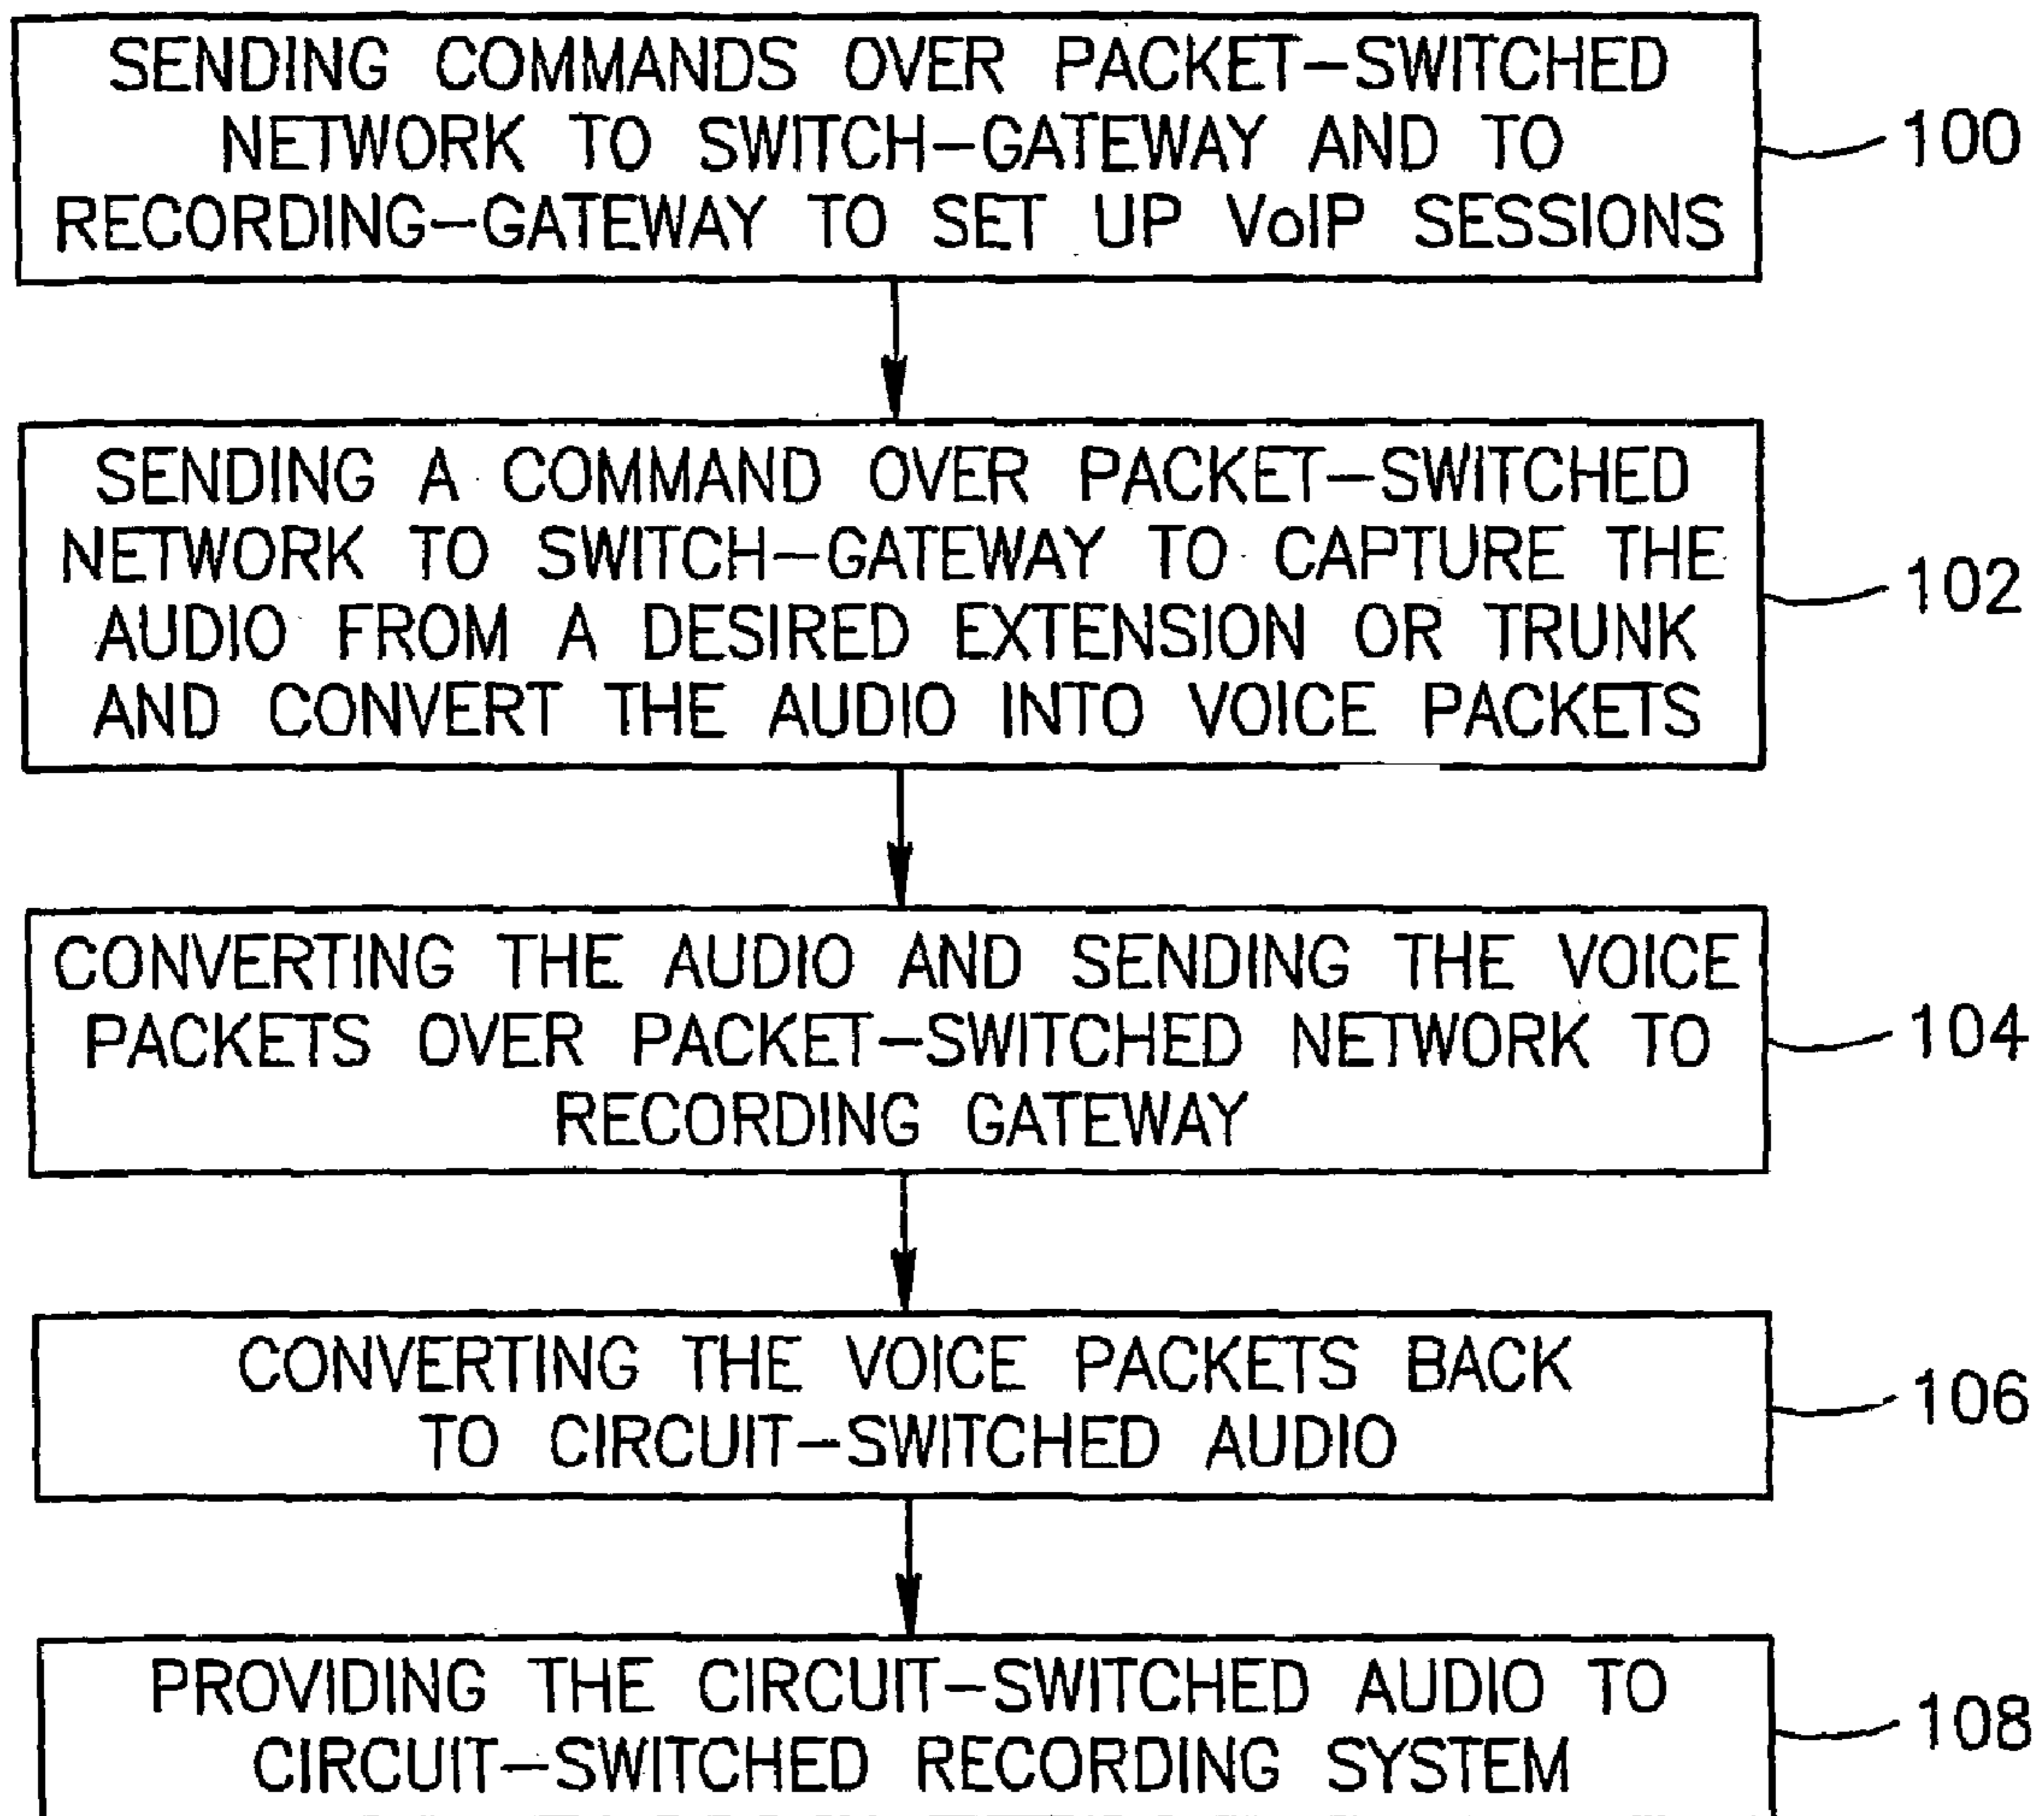 SENDING COMMANDS OVER PACKET-SWITCHED
NETWORK TO SWITCH-GATEWAY AND TO
RECORDING-GATEWAY TO SET UP VoIP SESSIONS
100
SENDING A COMMAND OVER PACKET-SWITCHED
NETWORK TO SWITCH-GATEWAY TO CAPTURE THE
AUDIO FROM A DESIRED EXTENSION OR TRUNK
AND CONVERT THE AUDIO INTO VOICE PACKETS
102
CONVERTING THE AUDIO AND SENDING THE VOICE
PACKETS OVER PACKET-SWITCHED NETWORK TO
RECORDING GATEWAY
104
CONVERTING THE VOICE PACKETS BACK
TO CIRCUIT-SWITCHED AUDIO
106
PROVIDING THE CIRCUIT-SWITCHED AUDIO TO
CIRCUIT-SWITCHED RECORDING SYSTEM
108